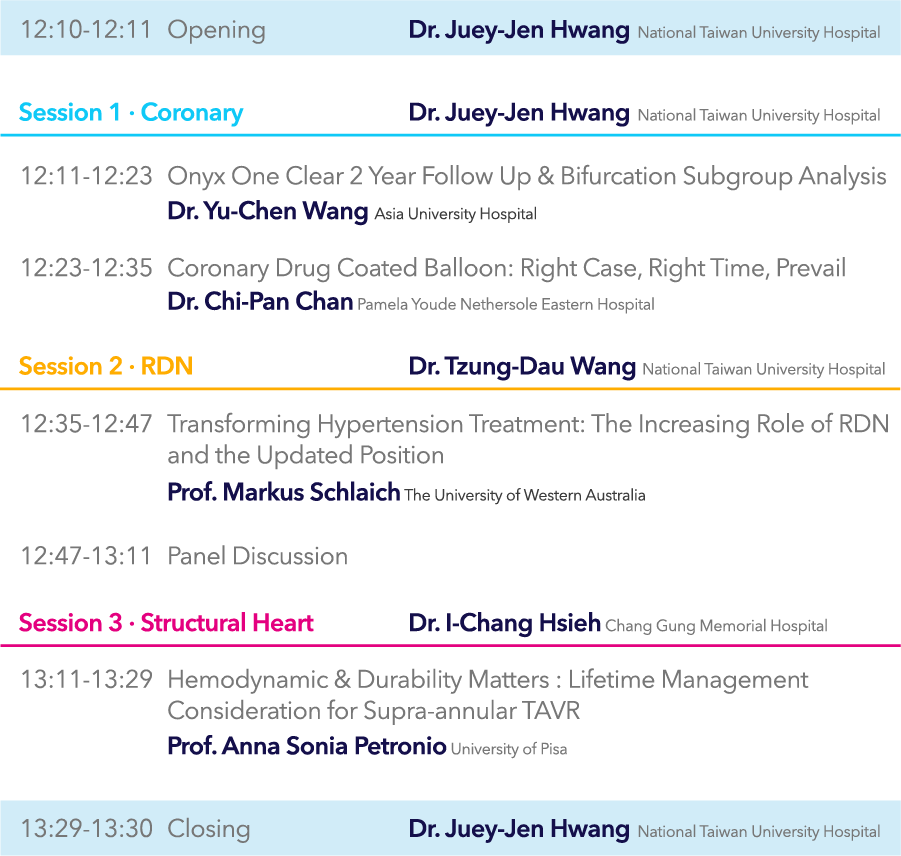 12:10-12:11 Opening Dr. Juey-Jen Hwang National Taiwan University Hospital
Session 1 · Coronary Dr. Juey-Jen Hwang National Taiwan University Hospital
12:11-12:23 Onyx One Clear 2 Year Follow Up & Bifurcation Subgroup Analysis
Dr. Yu-Chen Wang Asia University Hospital
12:23-12:35 Coronary Drug Coated Balloon: Right Case, Right Time, Prevail
Dr. Chi-Pan Chan Pamela Youde Nethersole Eastern Hospital
Session 2 · RDN Dr. Tzung-Dau Wang National Taiwan University Hospital
12:35-12:47 Transforming Hypertension Treatment: The Increasing Role of RDN
and the Updated Position
Prof. Markus Schlaich The University of Western Australia
12:47-13:11 Panel Discussion
Session 3 · Structural Heart Dr. I-Chang Hsieh Chang Gung Memorial Hospital
13:11-13:29 Hemodynamic & Durability Matters : Lifetime Management
Consideration for Supra-annular TAVR
Prof. Anna Sonia Petronio University of Pisa
13:29-13:30 Closing Dr. Juey-Jen Hwang National Taiwan University Hospital